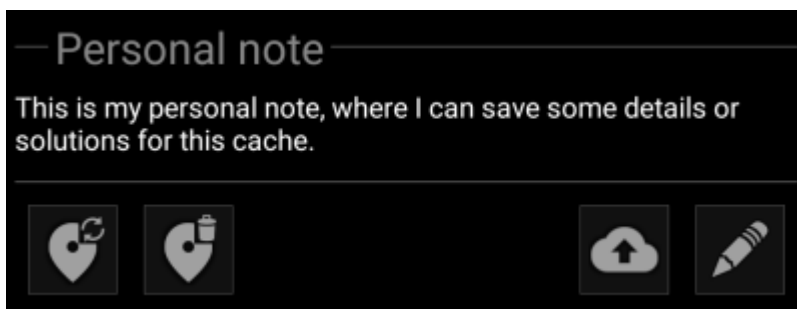 Personal note
This is my personal note, where I can save some details or
solutions for this cache.